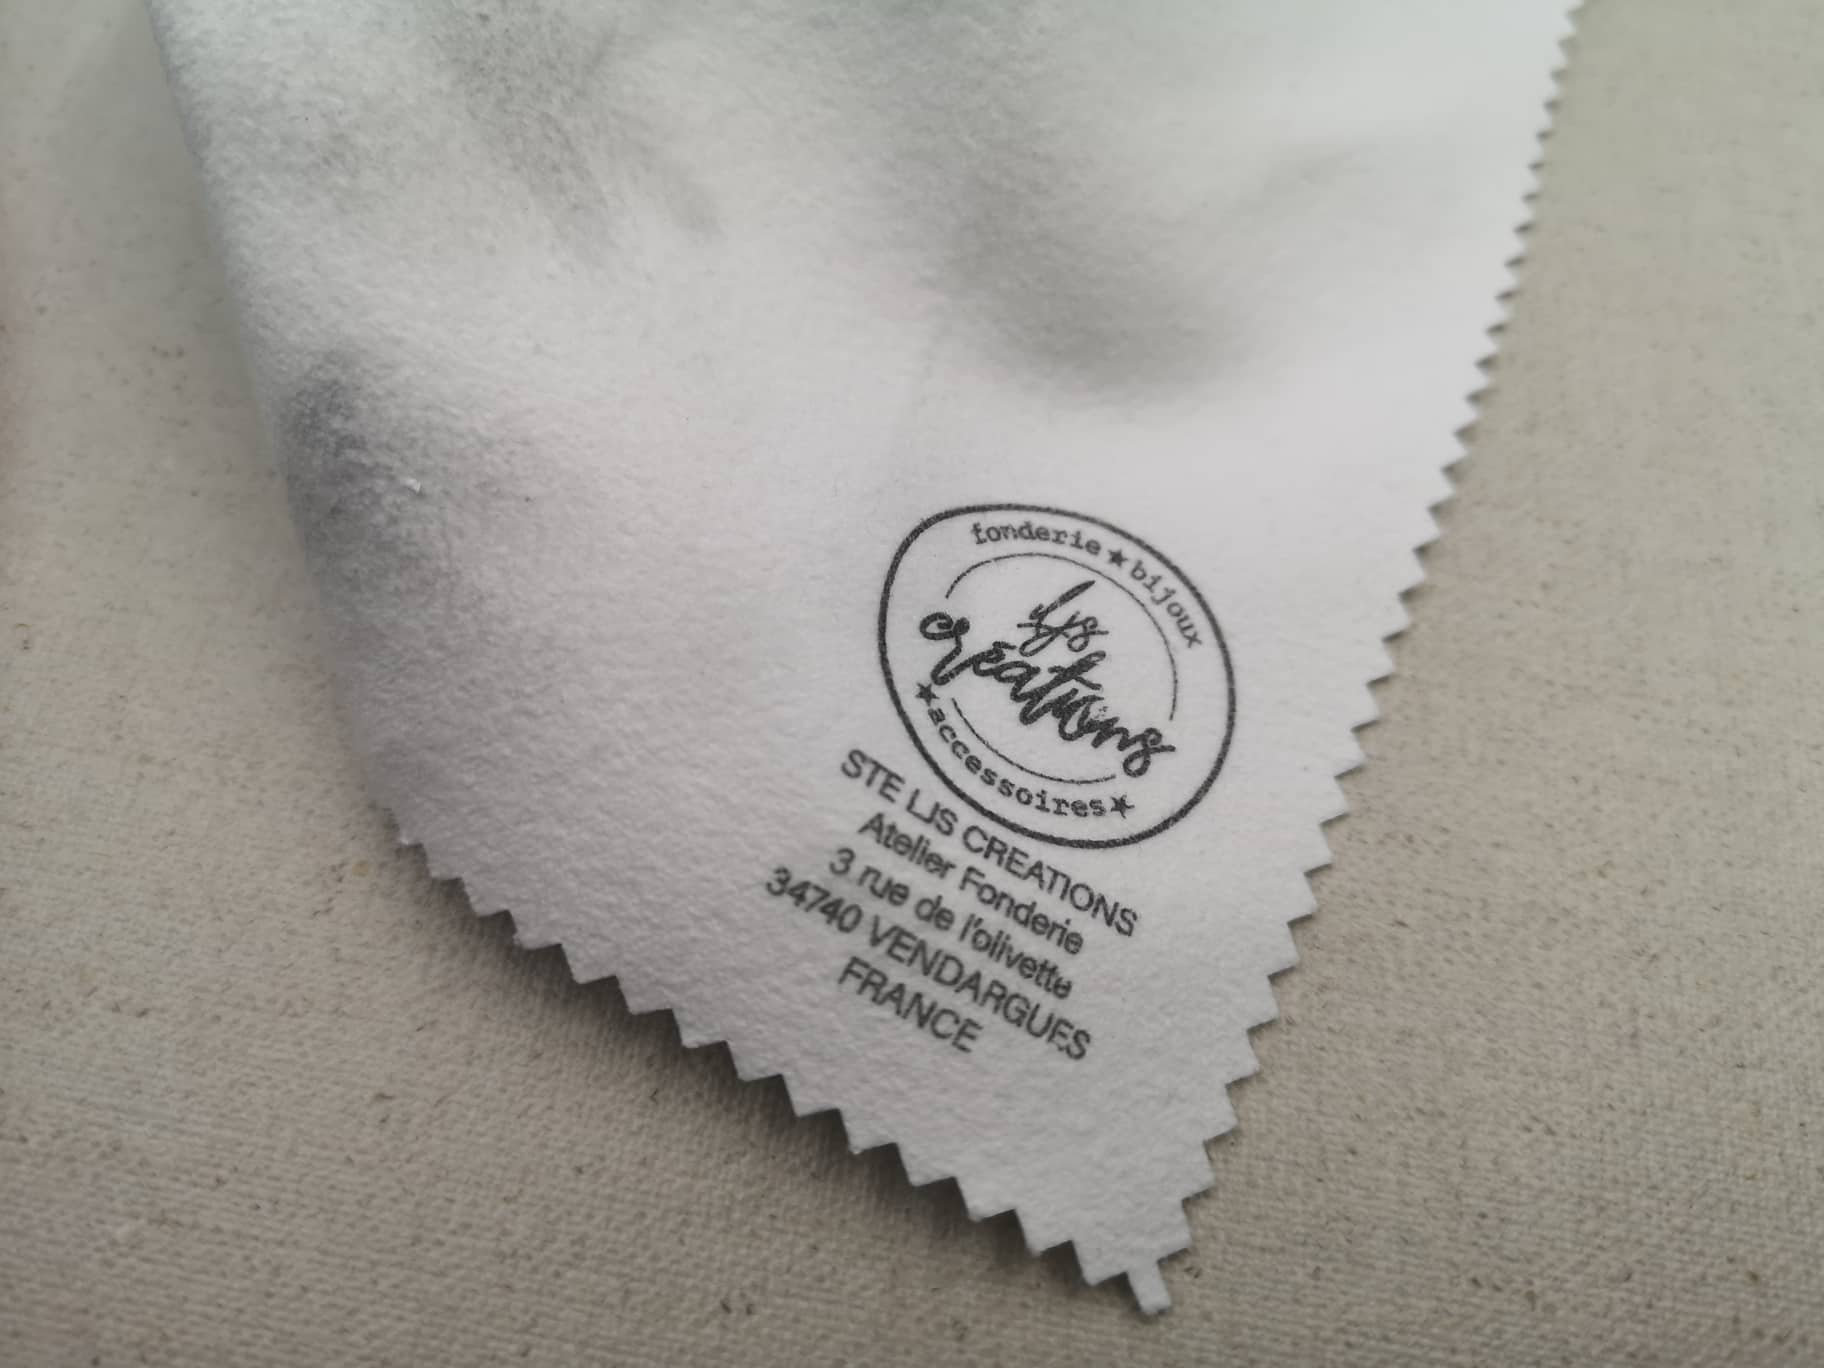 fonderie ★ bijoux
ljs
créations
★ accessoires ★
STE LJS CREATIONS
Atelier Fonderie
3 rue de l'olivette
34740 VENDARGUES
FRANCE